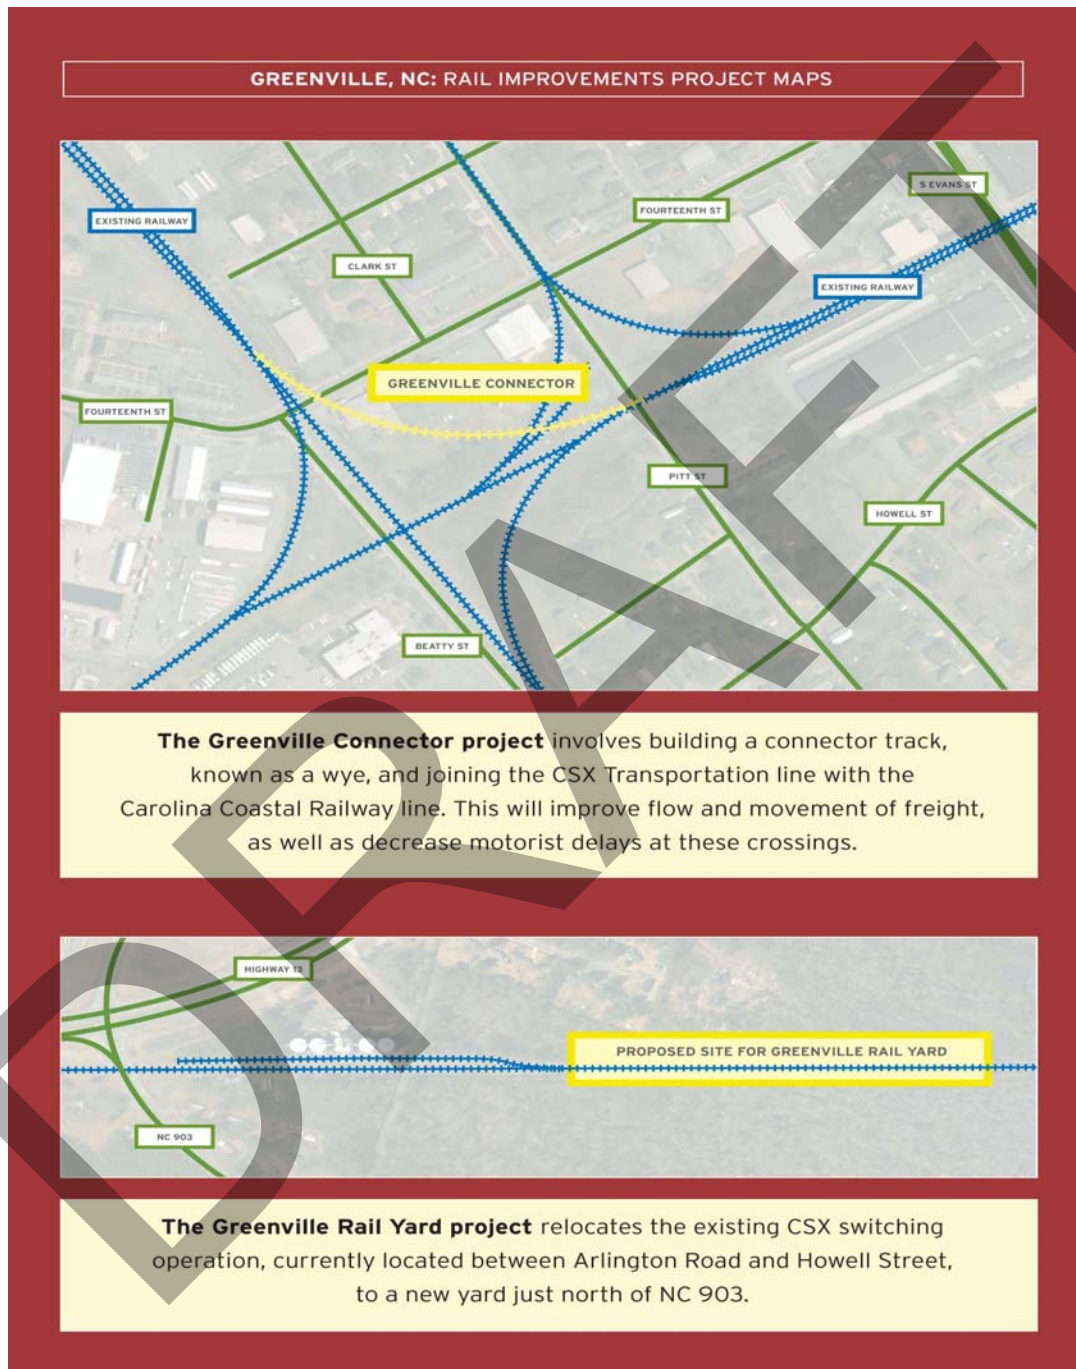 GREENVILLE, NC: RAIL IMPROVEMENTS PROJECT MAPS
S EVANS ST
FOURTEENTH ST
EXISTING RAILWAY
CLARK ST
EXISTING RAILWAY
GREENVILLE CONNECTOR
FOURTEENTH ST
PITT ST
HOWELL ST
BEATTY ST
The Greenville Connector project involves building a connector track,
known as a wye, and joining the CSX Transportation line with the
Carolina Coastal Railway line. This will improve flow and movement of freight,
as well as decrease motorist delays at these crossings.
HIGHWAY 13
PROPOSED SITE FOR GREENVILLE RAIL YARD
NC 903
The Greenville Rail Yard project relocates the existing CSX switching
operation, currently located between Arlington Road and Howell Street,
to a new yard just north of NC 903.
DRAFT